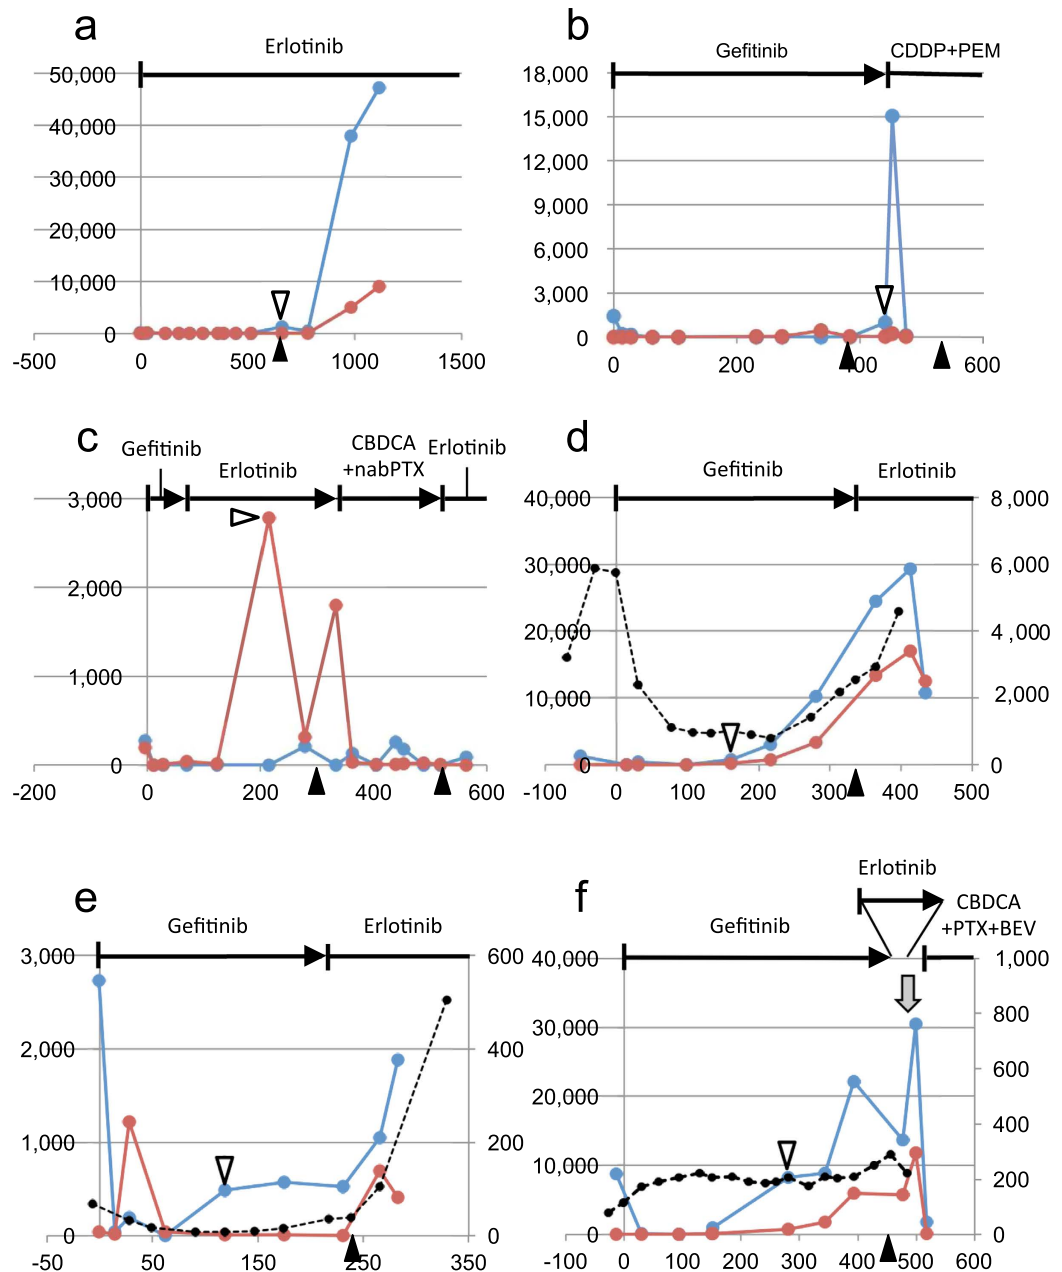 a
Erlotinib
50,000
40,000
30,000
20,000
10,000
0
-500 0 500 1000 1500
b
Gefitinib CDDP+PEM
18,000
15,000
12,000
9,000
6,000
3,000
0
0 200 400 600
c
Gefitinib Erlotinib CBDCA +nabPTX Erlotinib
3,000
2,000
1,000
0
-200 0 200 400 600
d
Gefitinib Erlotinib
40,000 8,000
30,000 6,000
20,000 4,000
10,000 2,000
0 0
-100 0 100 200 300 400 500
e
Gefitinib Erlotinib
3,000 600
2,000 400
1,000 200
0 0
-50 50 150 250 350
f
Erlotinib
Gefitinib CBDCA
+PTX+BEV
40,000 1,000
800
30,000
600
20,000
400
10,000 200
0 0
-100 0 100 200 300 400 500 600